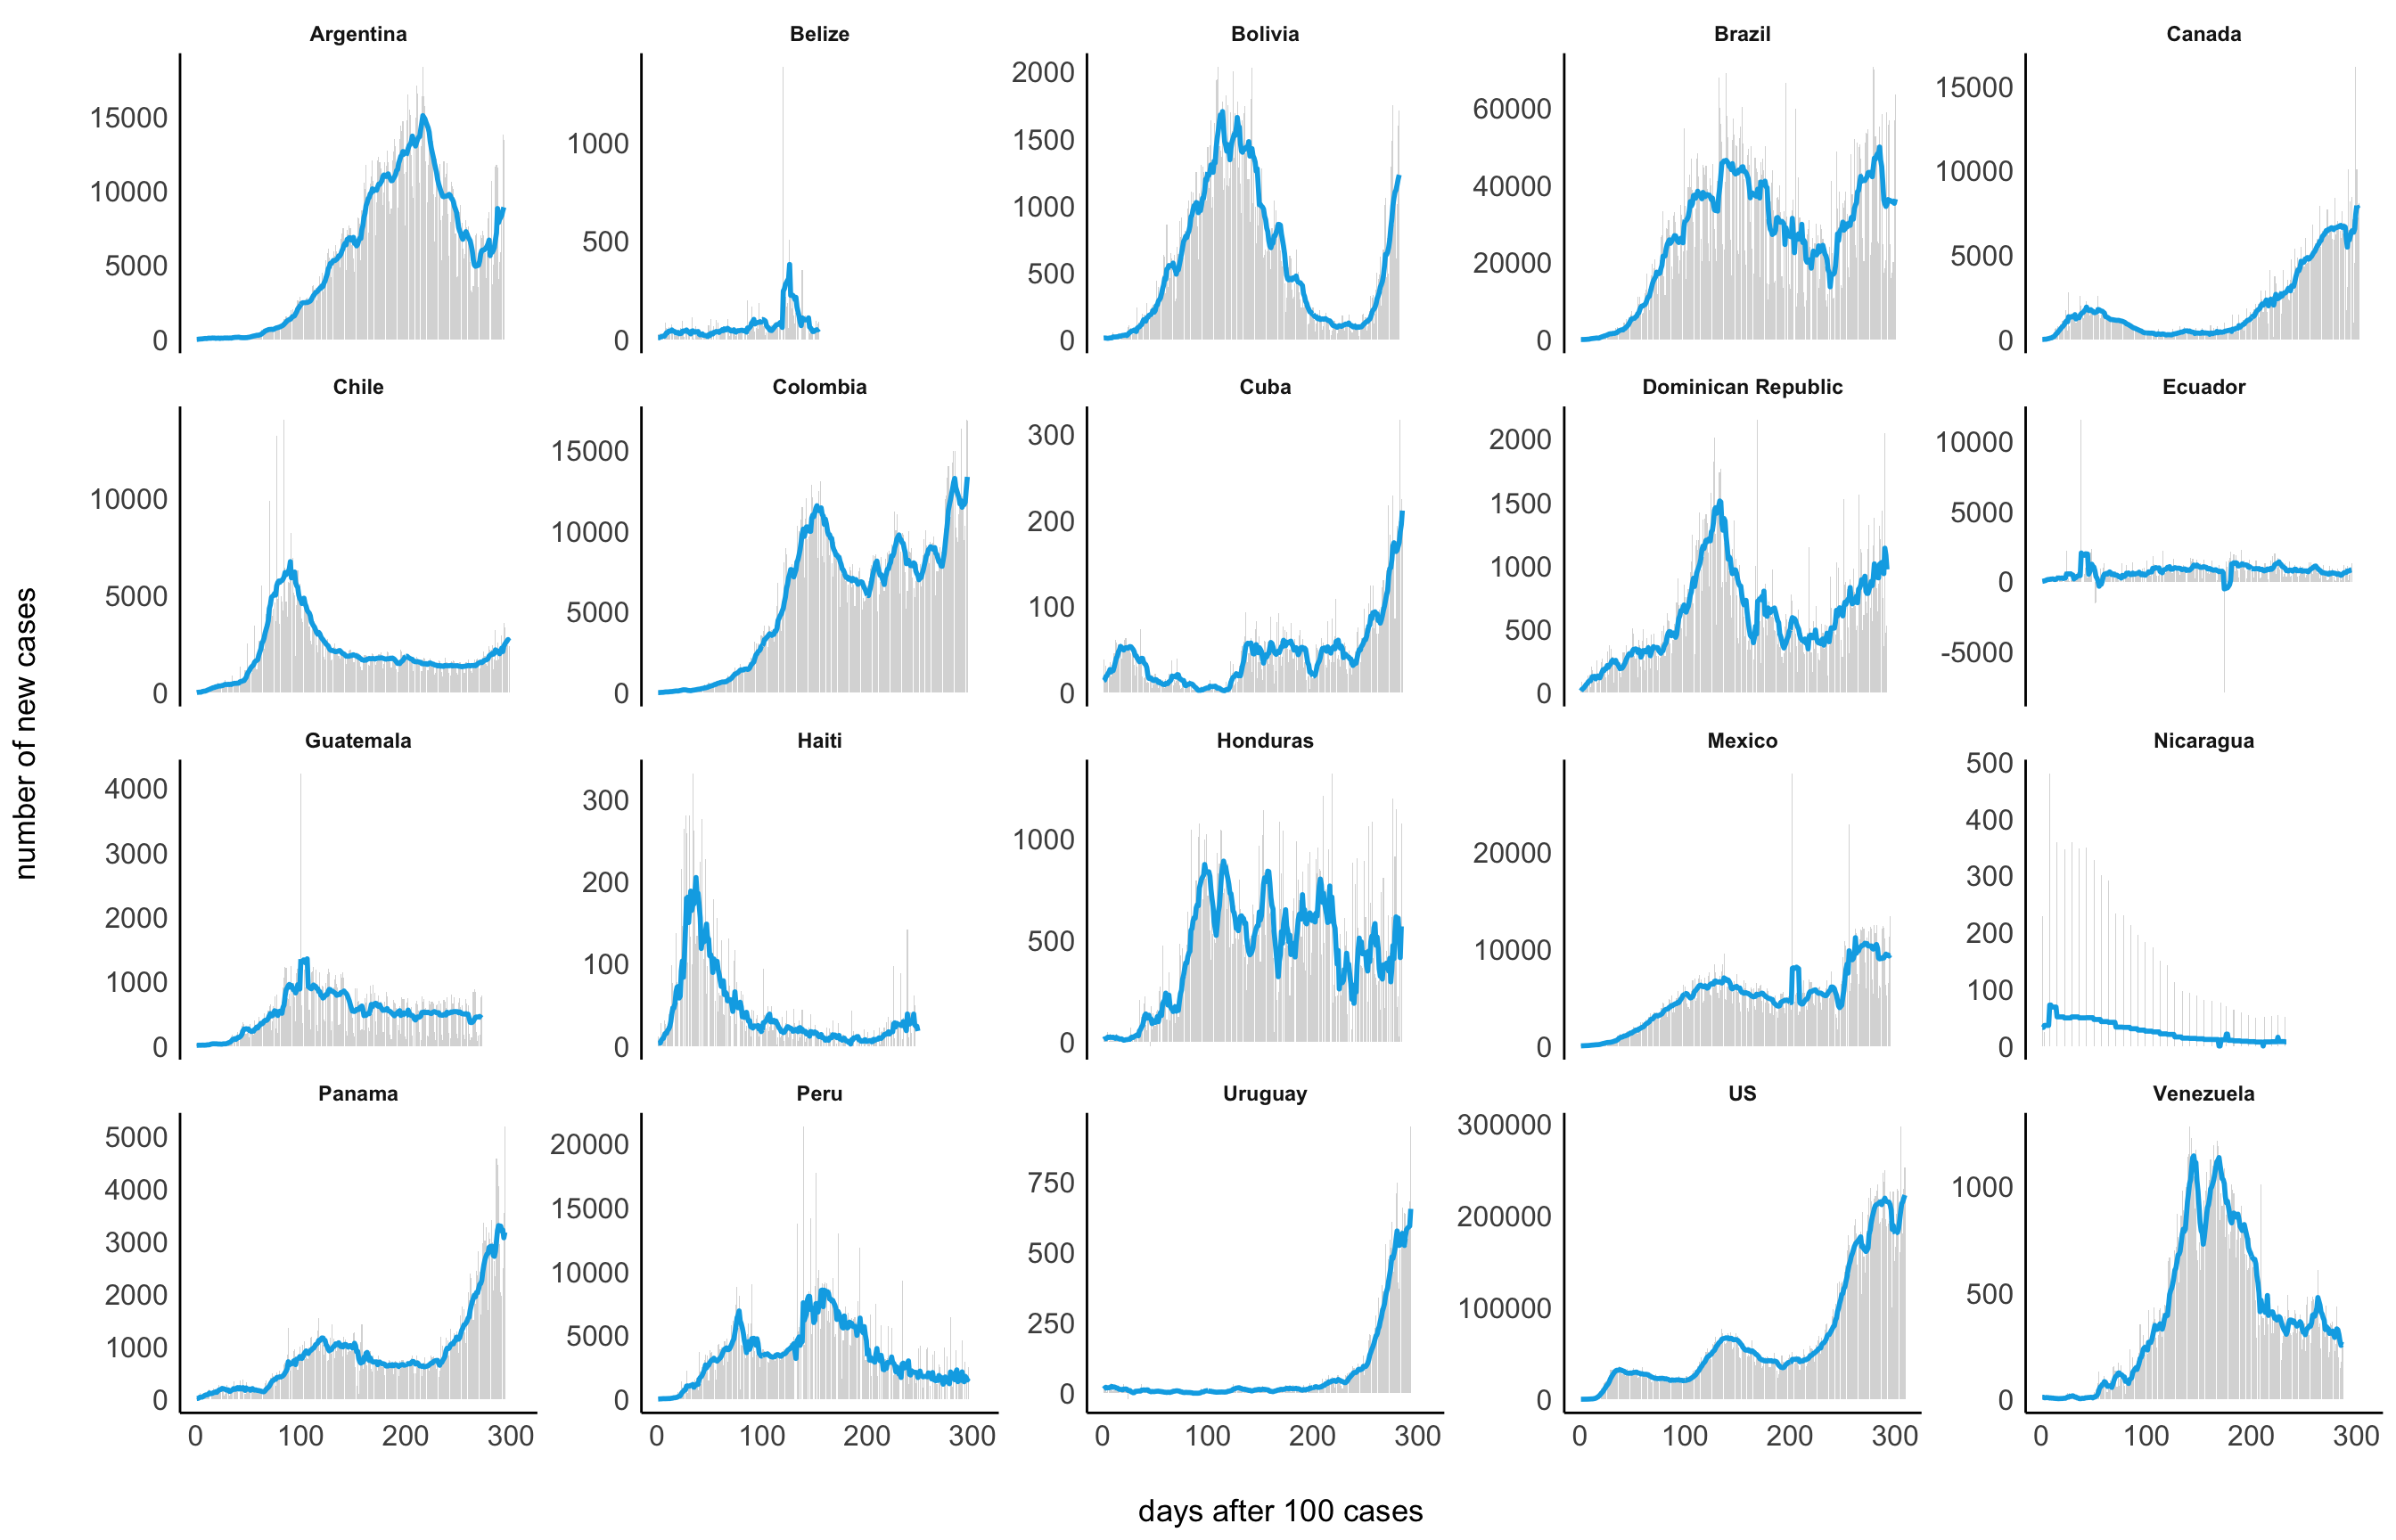 Argentina Belize Bolivia Brazil Canada
15000 10000 5000 0
1000 500 0
2000 1500 1000 500 0
60000 40000 20000 0
15000 10000 5000 0
Chile Colombia Cuba Dominican Republic Ecuador
10000 5000 0
15000 10000 5000 0
300 200 100 0
2000 1500 1000 500 0
10000 5000 0 -5000
number of new cases
Guatemala Haiti Honduras Mexico Nicaragua
4000 3000 2000 1000 0
300 200 100 0
1000 500 0
20000 10000 0
500 400 300 200 100 0
Panama Peru Uruguay US Venezuela
5000 4000 3000 2000 1000 0
20000 15000 10000 5000 0
750 500 250 0
300000 200000 100000 0
1000 500 0
0 100 200 300 0 100 200 300 0 100 200 300 0 100 200 300 0 100 200 300
days after 100 cases